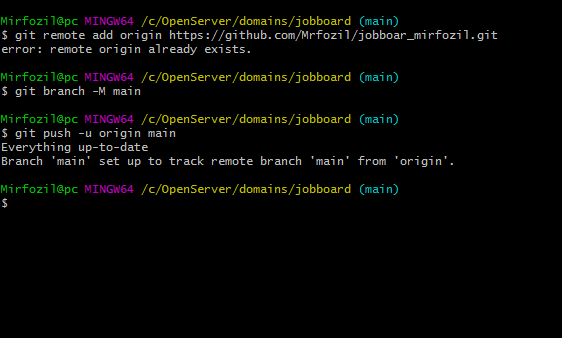 Mirfozil@pc MINGW64 /c/OpenServer/domains/jobboard (main)
$ git remote add origin https://github.com/Mrfozil/jobboar_mirfozil.git
error: remote origin already exists.
Mirfozil@pc MINGW64 /c/OpenServer/domains/jobboard (main)
$ git branch -M main
Mirfozil@pc MINGW64 /c/OpenServer/domains/jobboard (main)
$ git push -u origin main
Everything up-to-date
Branch 'main' set up to track remote branch 'main' from 'origin'.
Mirfozil@pc MINGW64 /c/OpenServer/domains/jobboard (main)
$